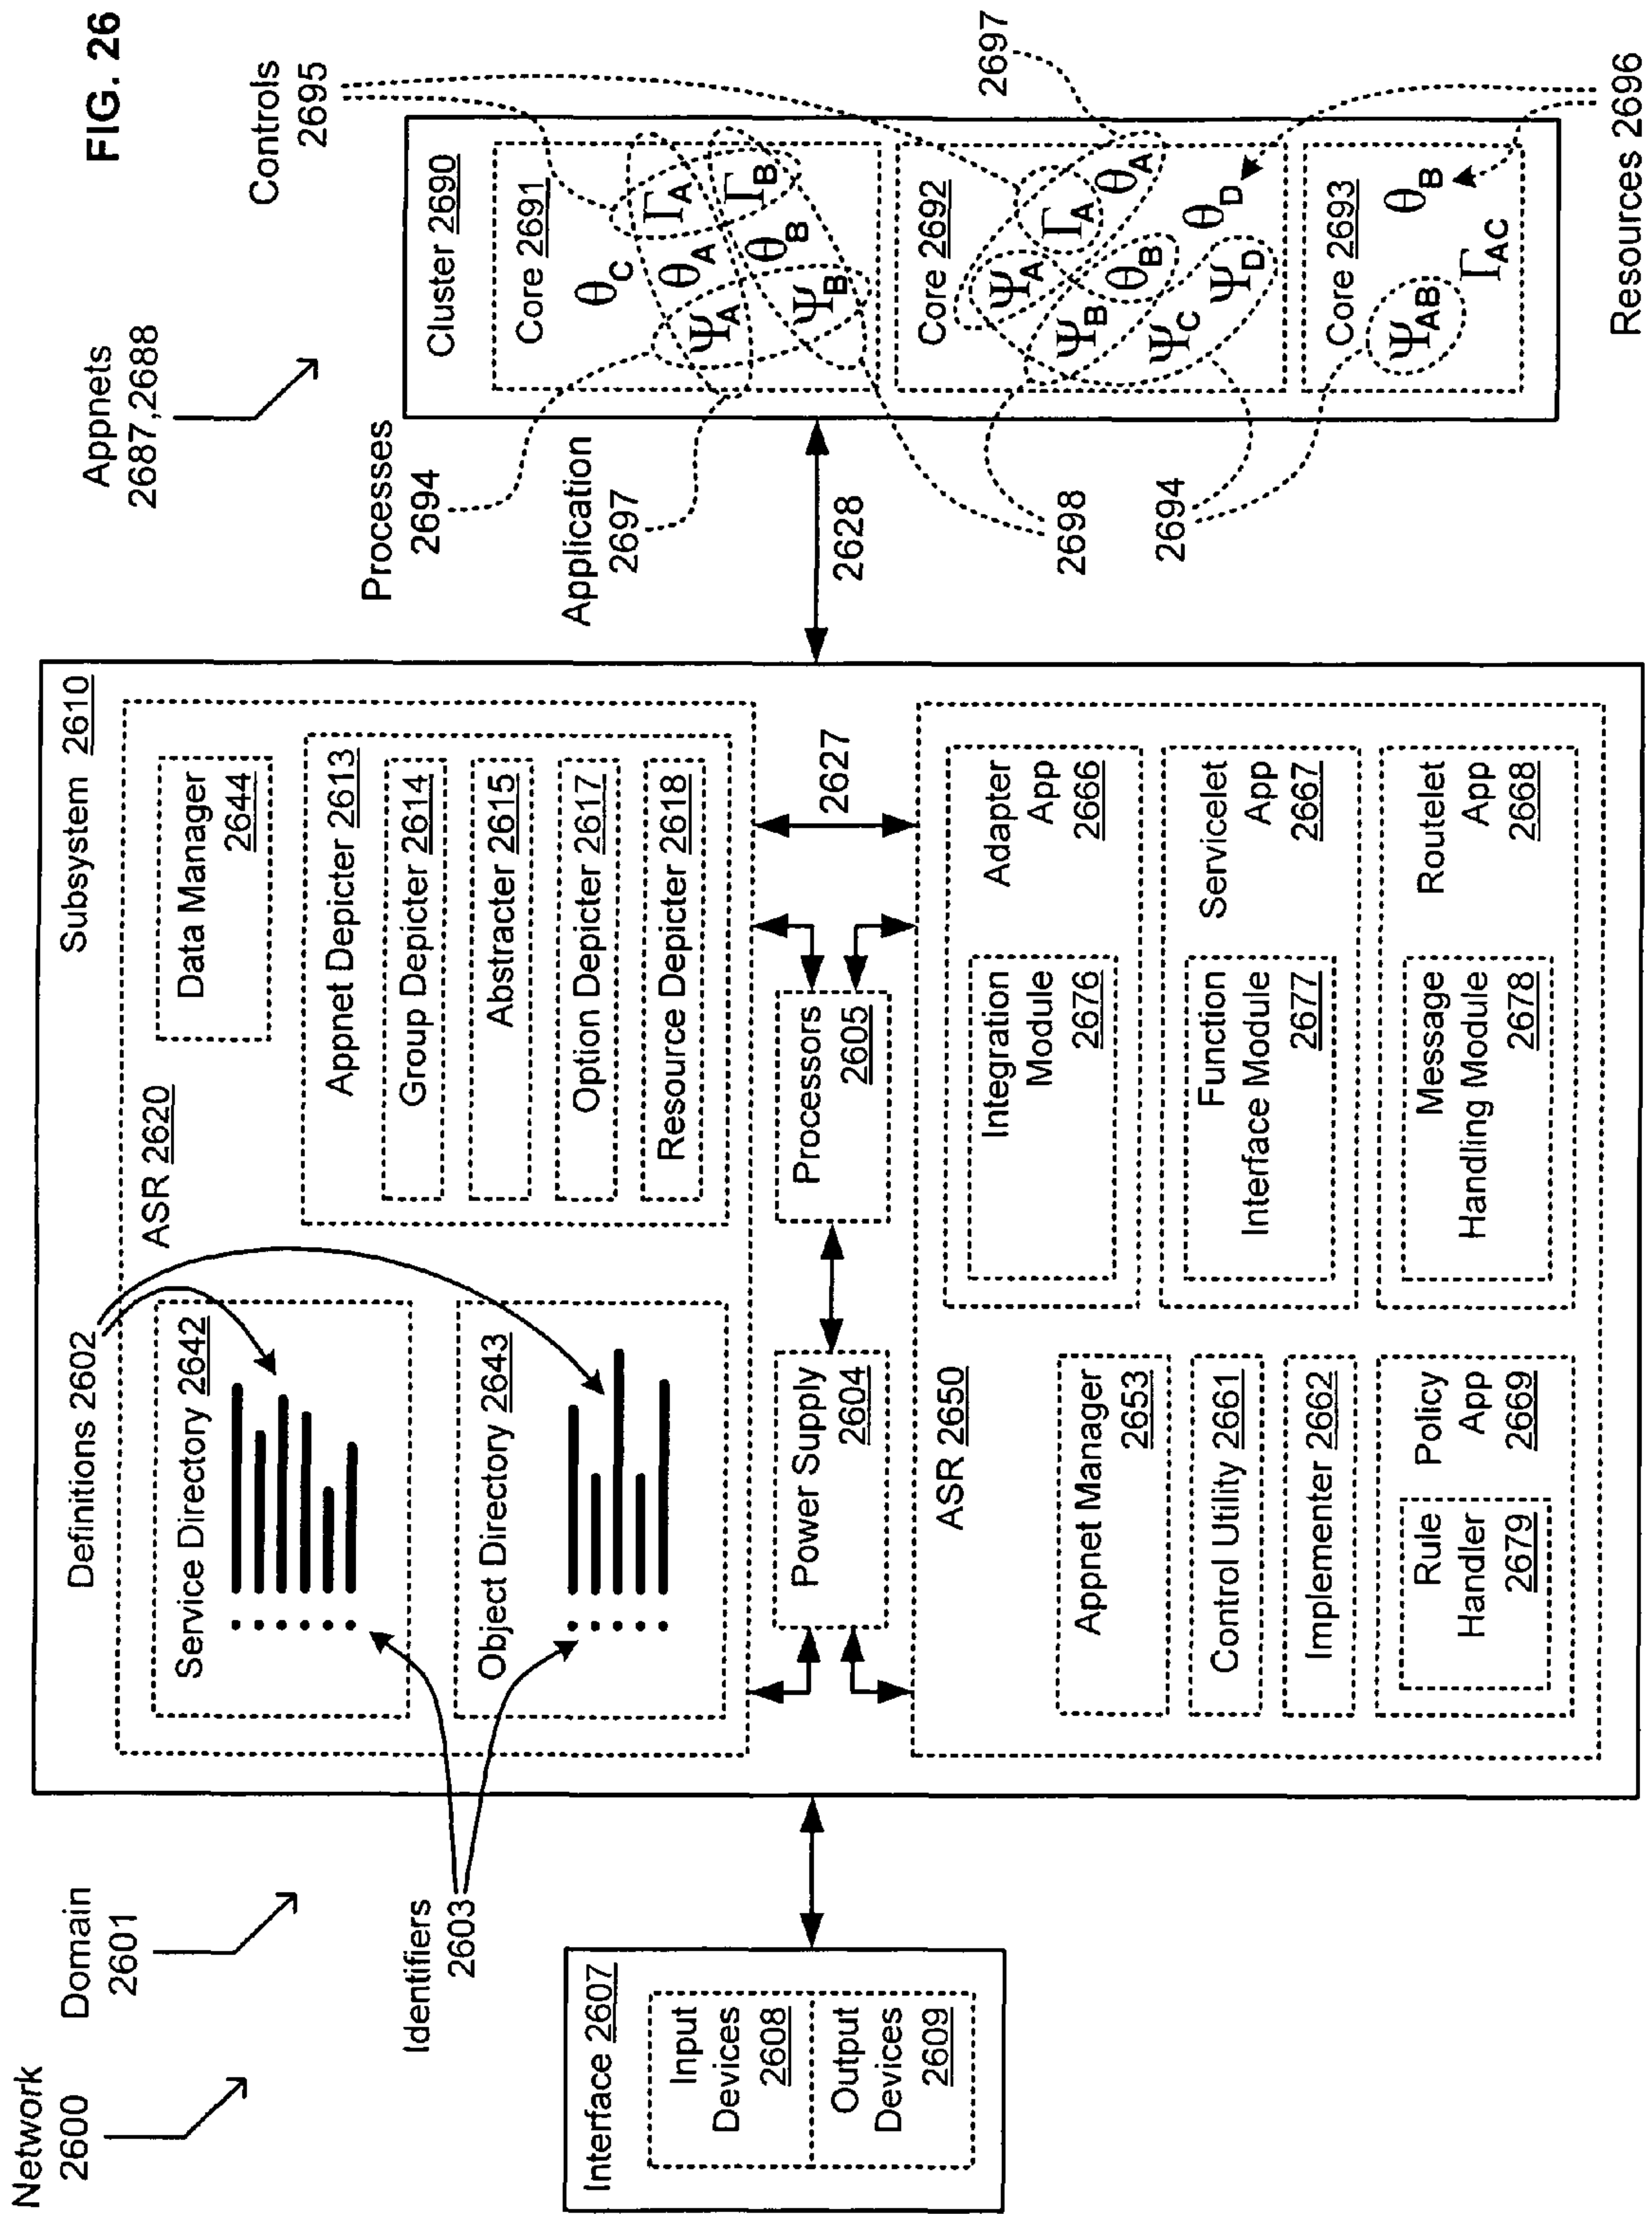 FIG. 26
Network
2600
Domain
2601
Appnets
2687,2688
Controls
2695
Definitions 2602
Identifiers
2603
Interface 2607
Input
Devices
2608
Output
Devices
2609
Subsystem 2610
ASR 2620
Service Directory 2642
Object Directory 2643
Data Manager
2644
Appnet Depicter 2613
Group Depicter 2614
Abstracter 2615
Option Depicter 2617
Resource Depicter 2618
Power Supply
2604
Processors
2605
2627
ASR 2650
Appnet Manager
2653
Control Utility 2661
Implementer 2662
Policy
App
2669
Rule
Handler
2679
Adapter
App
2666
Integration
Module
2676
Servicelet
App
2667
Function
Interface Module
2677
Routelet
App
2668
Message
Handling Module
2678
2628
Processes
2694
Application
2697
2698
2694
Cluster 2690
Core 2691
θC
ΨA θA ΓA
ΨB θB ΓB
Core 2692
ΨA ΓA θA
ΨB θB
ΨC ΨD θD
Core 2693
ΨAB θB
ΓAC
2697
Resources 2696